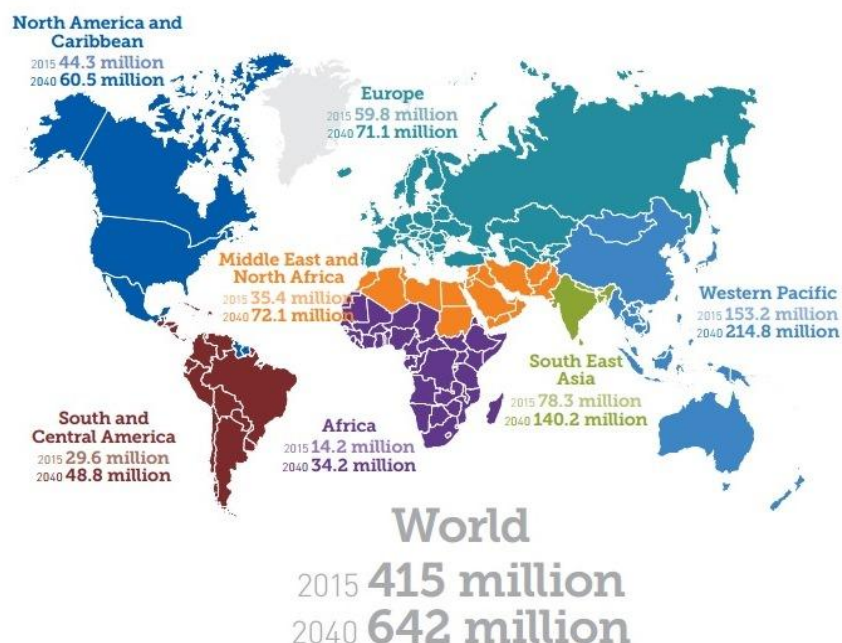 North America and
Caribbean
2015 44.3 million
2040 60.5 million
Europe
2015 59.8 million
2040 71.1 million
Middle East and
North Africa
2015 35.4 million
2040 72.1 million
Western Pacific
2015 153.2 million
2040 214.8 million
South East
Asia
2015 78.3 million
2040 140.2 million
South and
Central America
2015 29.6 million
2040 48.8 million
Africa
2015 14.2 million
2040 34.2 million
World
2015 415 million
2040 642 million